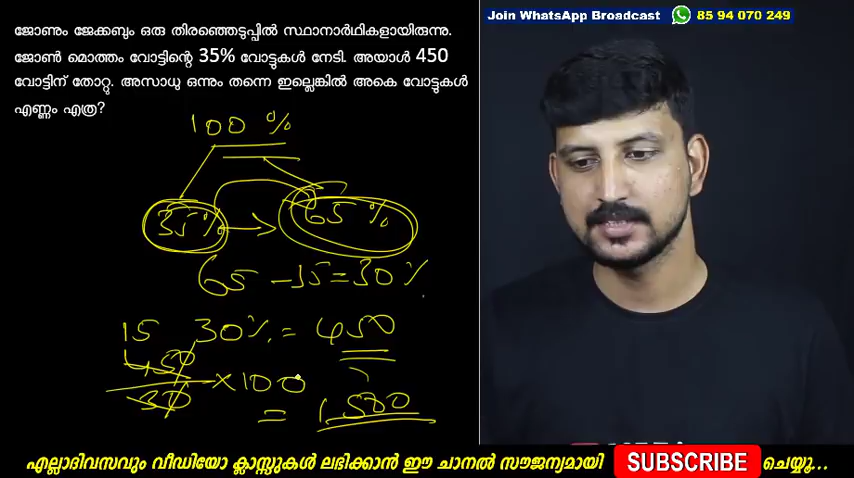 Join WhatsApp Broadcast 85 94 070 249
ജോണും ജേക്കബും ഒരു തിരഞ്ഞെടുപ്പിൽ സ്ഥാനാർഥികളായിരുന്നു.
ജോൺ മൊത്തം വോട്ടിന്റെ 35% വോട്ടുകൾ നേടി. അയാൾ 450
വോട്ടിന് തോറ്റു. അസാധു ഒന്നും തന്നെ ഇല്ലെങ്കിൽ അകെ വോട്ടുകൾ
എണ്ണം എത്ര?
100 %
35% 65 %
65 - 35 = 30 %
15 30% = 450
450
30 × 100
= 1500
എല്ലാദിവസവും വീഡിയോ ക്ലാസ്സുകൾ ലഭിക്കാൻ ഈ ചാനൽ സൗജന്യമായി SUBSCRIBE ചെയ്യൂ...